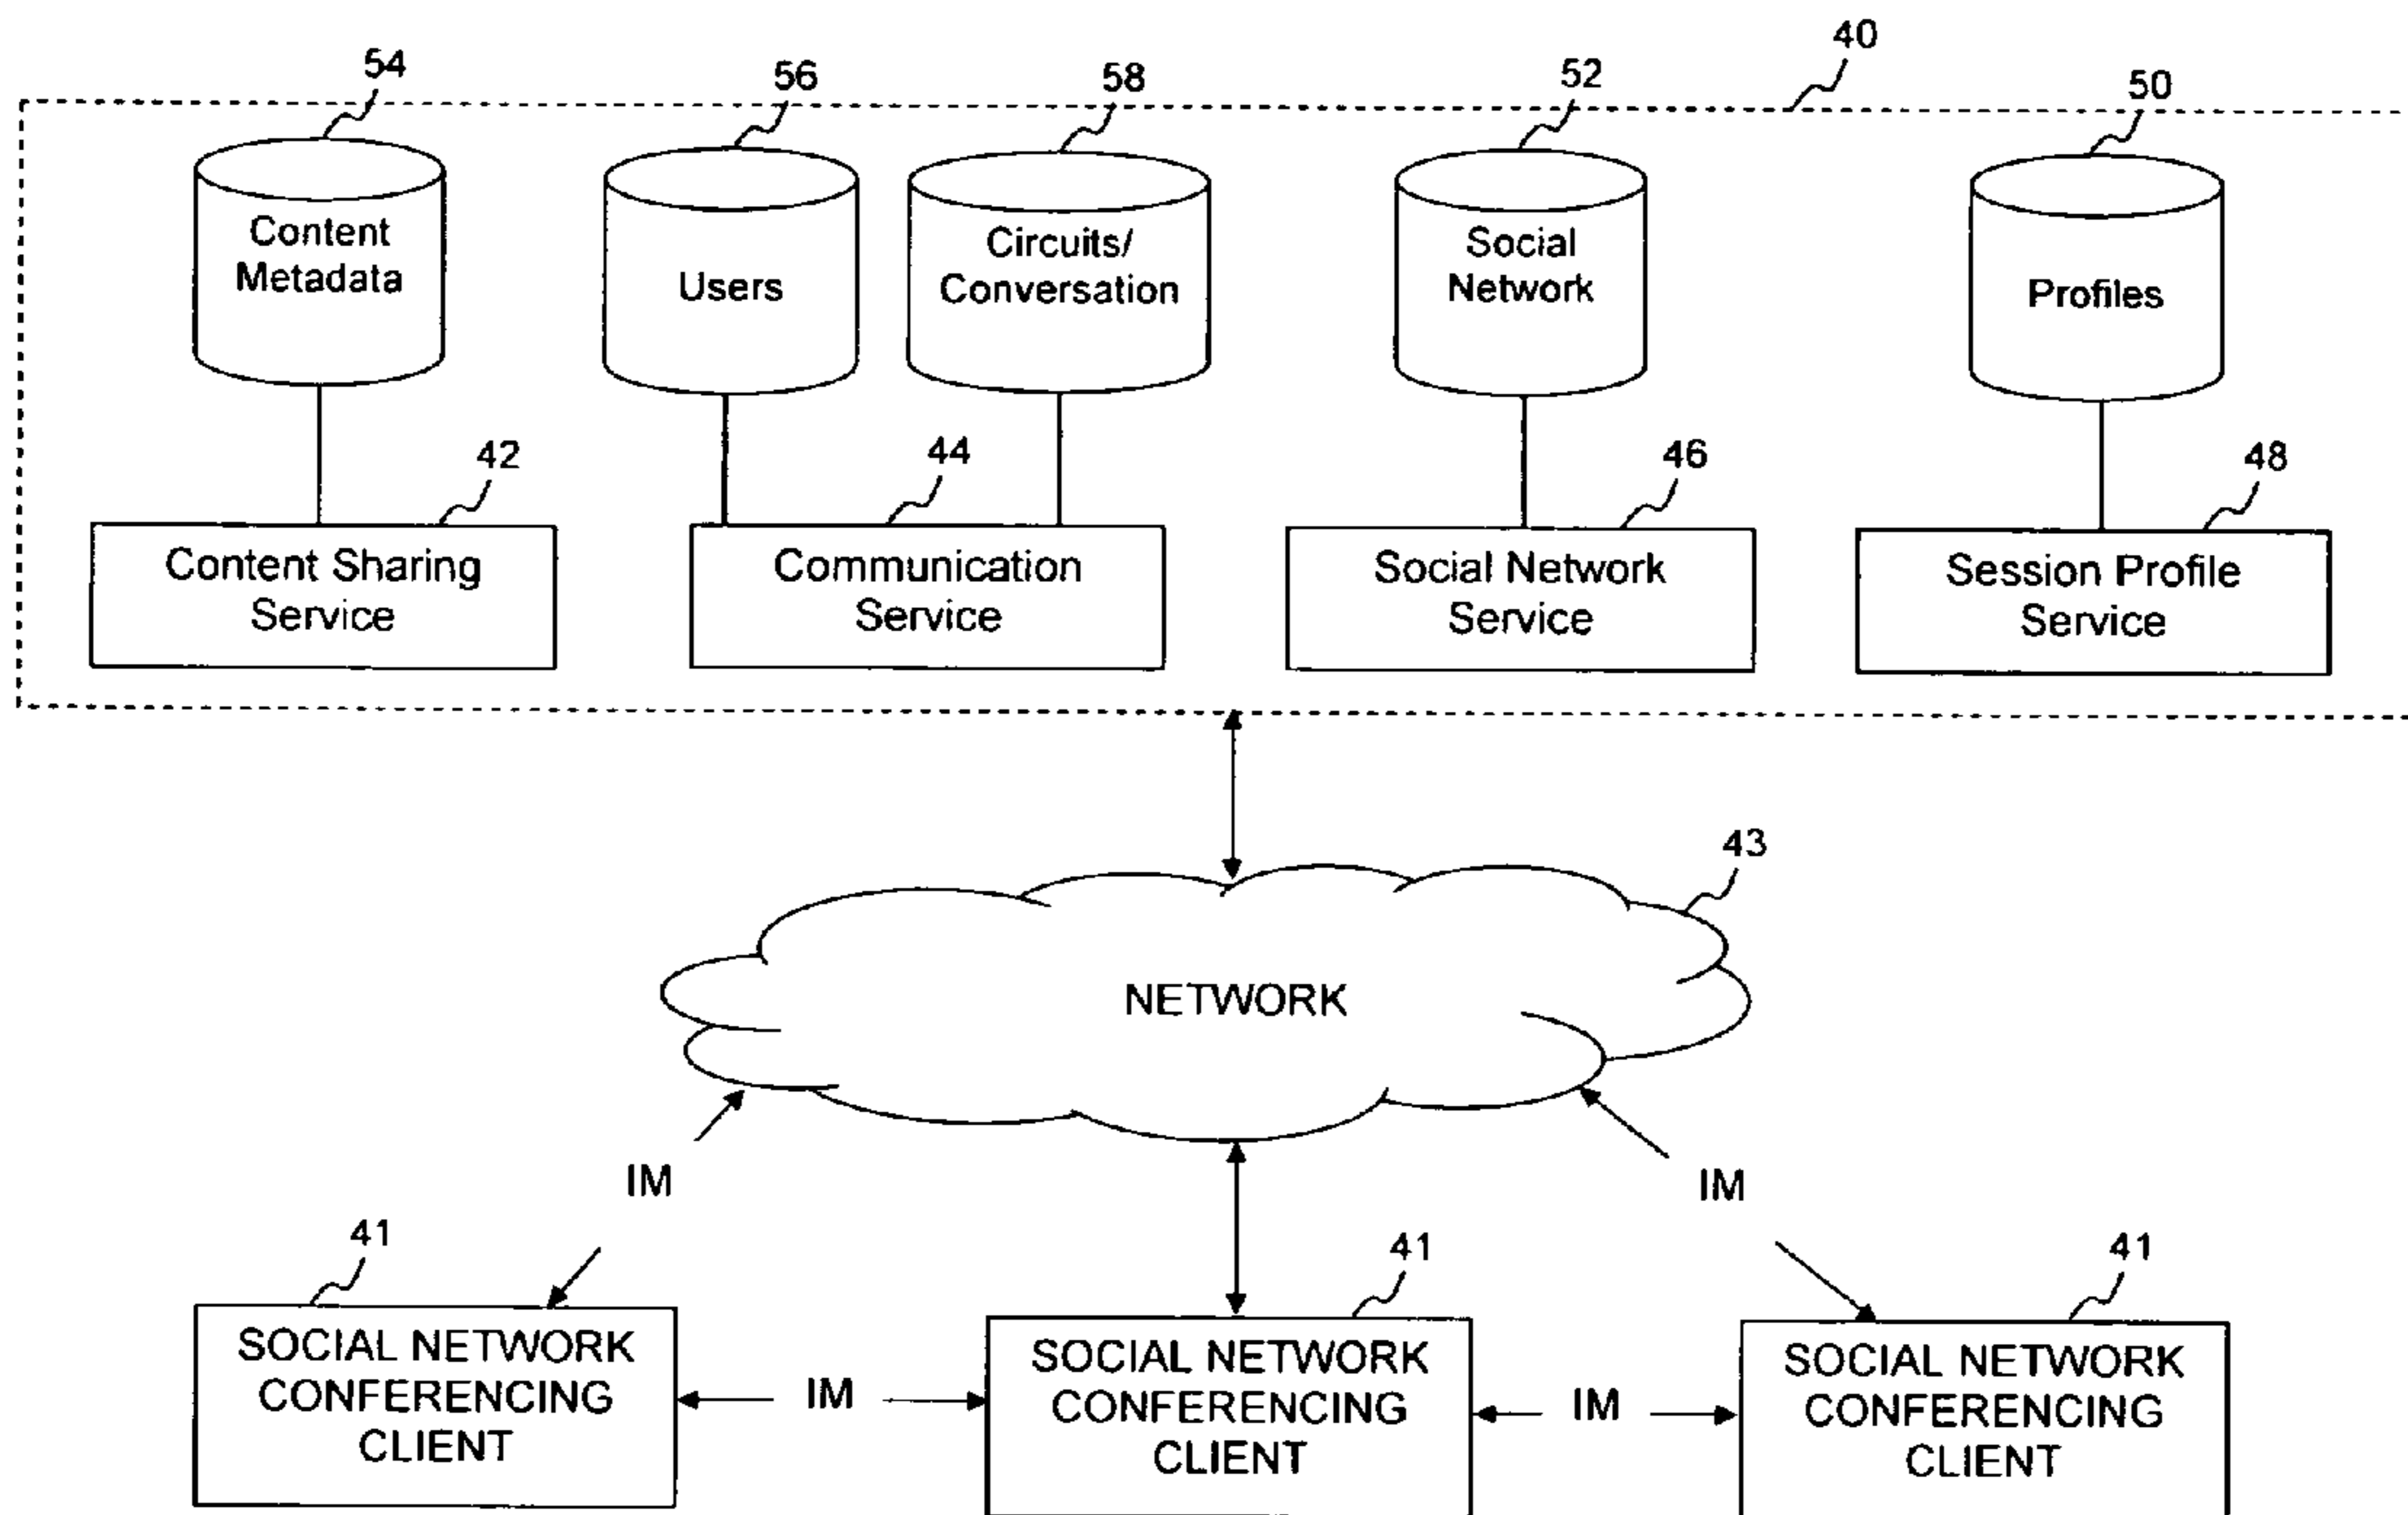 40
54
56
58
52
50
Content
Metadata
Users
Circuits/
Conversation
Social
Network
Profiles
42
44
46
48
Content Sharing
Service
Communication
Service
Social Network
Service
Session Profile
Service
43
NETWORK
IM
IM
41
41
41
SOCIAL NETWORK
CONFERENCING
CLIENT
IM
SOCIAL NETWORK
CONFERENCING
CLIENT
IM
SOCIAL NETWORK
CONFERENCING
CLIENT